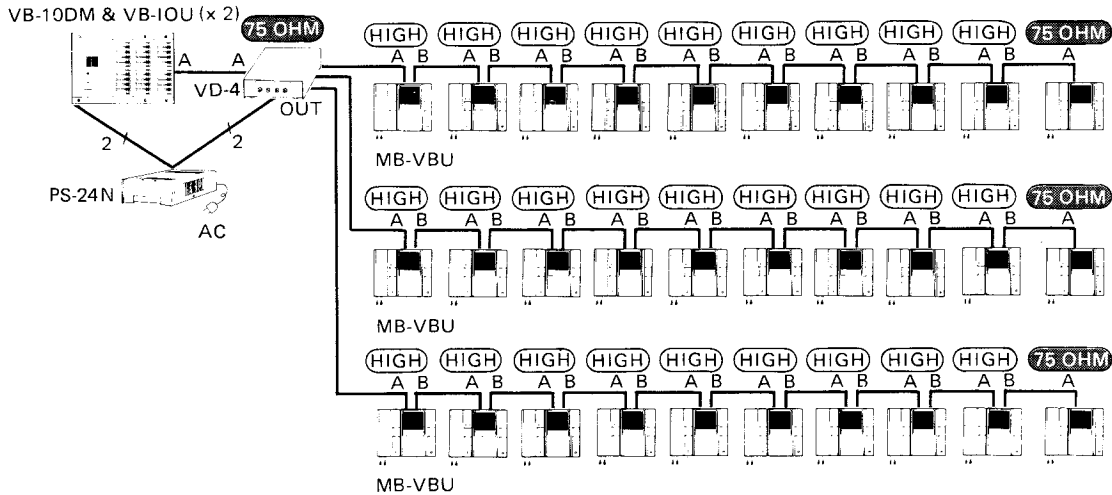 VB-10DM & VB-IOU (x 2)
75 OHM
A A
VD-4
OUT
2 2
PS-24N
AC
HIGH HIGH HIGH HIGH HIGH HIGH HIGH HIGH HIGH 75 OHM
A B A B A B A B A B A B A B A B A B A
MB-VBU
HIGH HIGH HIGH HIGH HIGH HIGH HIGH HIGH HIGH 75 OHM
A B A B A B A B A B A B A B A B A B A
MB-VBU
HIGH HIGH HIGH HIGH HIGH HIGH HIGH HIGH HIGH 75 OHM
A B A B A B A B A B A B A B A B A B A
MB-VBU